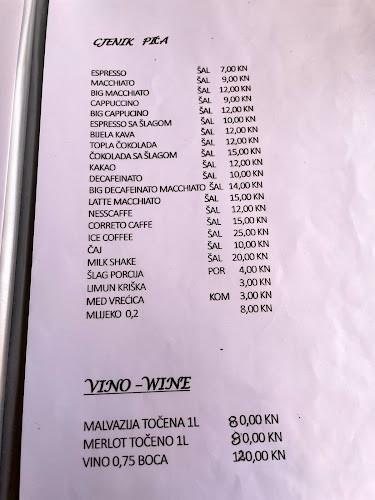 CJENIK PIĆA
ESPRESSO ŠAL 7,00 KN
MACCHIATO ŠAL 9,00 KN
BIG MACCHIATO ŠAL 12,00 KN
CAPPUCCINO ŠAL 9,00 KN
BIG CAPPUCINO ŠAL 12,00 KN
ESPRESSO SA ŠLAGOM ŠAL 10,00 KN
BIJELA KAVA ŠAL 12,00 KN
TOPLA ČOKOLADA ŠAL 12,00 KN
ČOKOLADA SA ŠLAGOM ŠAL 15,00 KN
KAKAO ŠAL 12,00 KN
DECAFEINATO ŠAL 10,00 KN
BIG DECAFEINATO MACCHIATO ŠAL 14,00 KN
LATTE MACCHIATO ŠAL 15,00 KN
NESSCAFFE ŠAL 12,00 KN
CORRETO CAFFE ŠAL 15,00 KN
ICE COFFEE ŠAL 25,00 KN
ČAJ ŠAL 10,00 KN
MILK SHAKE ŠAL 20,00 KN
ŠLAG PORCIJA POR 4,00 KN
LIMUN KRIŠKA 3,00 KN
MED VREĆICA KOM 3,00 KN
MLIJEKO 0,2 8,00 KN
VINO – WINE
MALVAZIJA TOČENA 1L 80,00 KN
MERLOT TOČENO 1L 80,00 KN
VINO 0,75 BOCA 120,00 KN